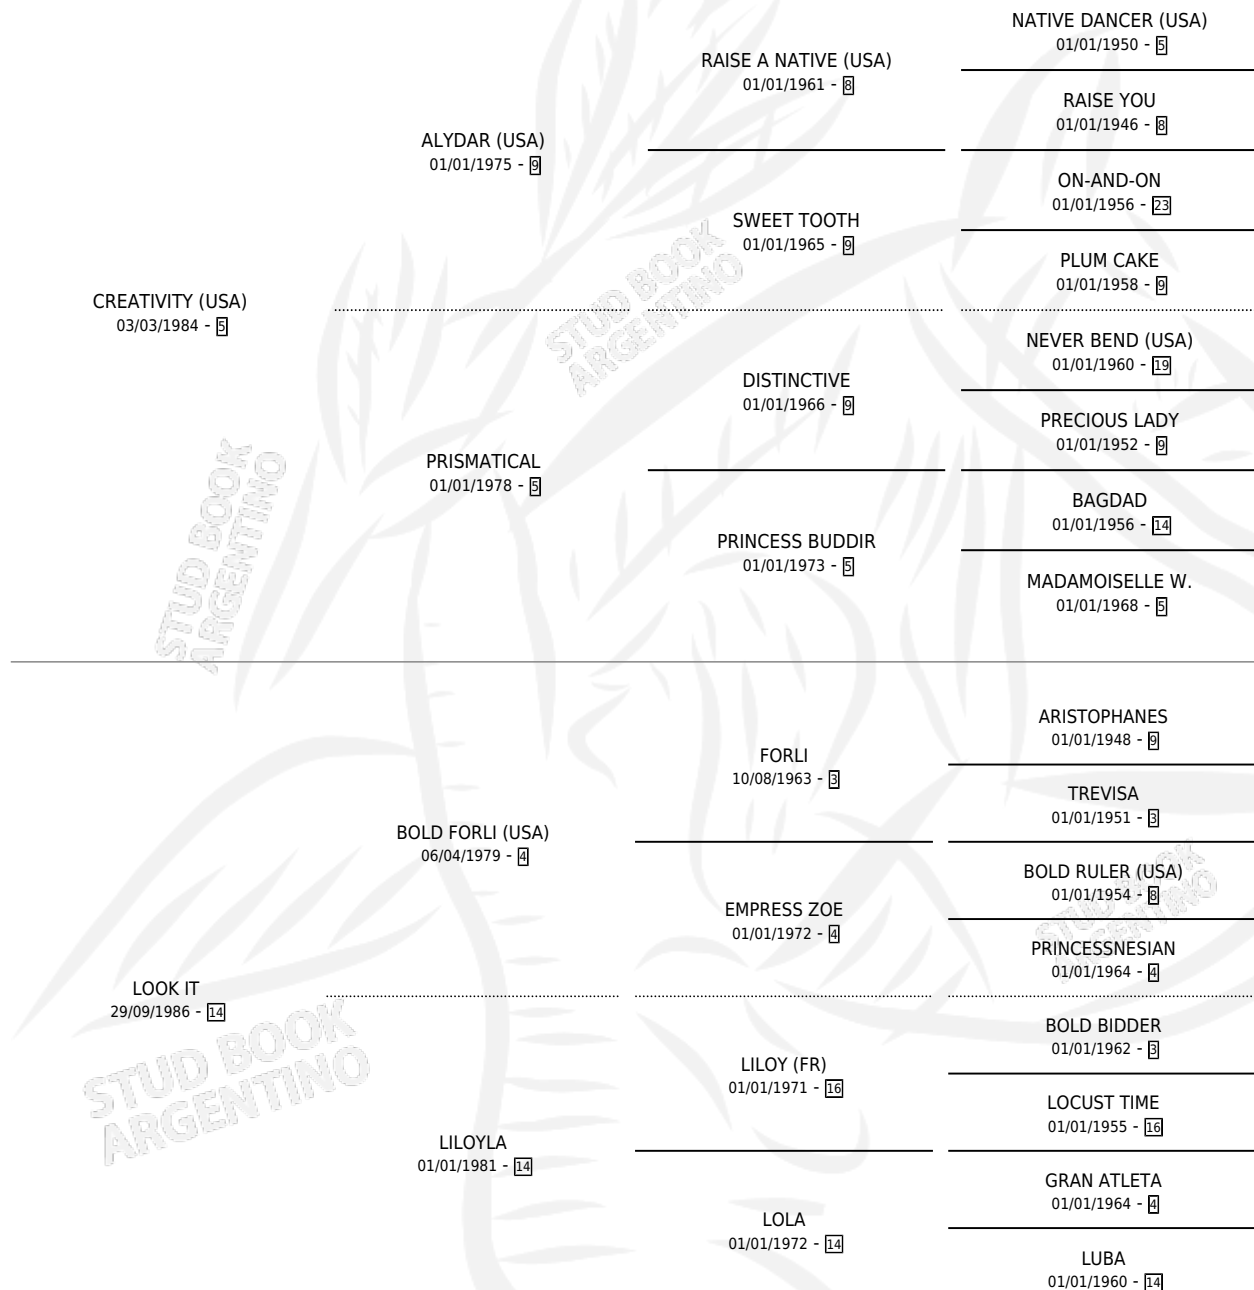 NATIVE DANCER (USA)
01/01/1950 - 5
RAISE A NATIVE (USA)
01/01/1961 - 8
RAISE YOU
01/01/1946 - 8
ALYDAR (USA)
01/01/1975 - 9
ON-AND-ON
01/01/1956 - 23
SWEET TOOTH
01/01/1965 - 9
PLUM CAKE
01/01/1958 - 9
CREATIVITY (USA)
03/03/1984 - 5
NEVER BEND (USA)
01/01/1960 - 19
DISTINCTIVE
01/01/1966 - 9
PRECIOUS LADY
01/01/1952 - 9
PRISMATICAL
01/01/1978 - 5
BAGDAD
01/01/1956 - 14
PRINCESS BUDDIR
01/01/1973 - 5
MADAMOISELLE W.
01/01/1968 - 5
ARISTOPHANES
01/01/1948 - 9
FORLI
10/08/1963 - 3
TREVISA
01/01/1951 - 3
BOLD FORLI (USA)
06/04/1979 - 4
BOLD RULER (USA)
01/01/1954 - 8
EMPRESS ZOE
01/01/1972 - 4
PRINCESSNESIAN
01/01/1964 - 4
LOOK IT
29/09/1986 - 14
BOLD BIDDER
01/01/1962 - 3
LILOY (FR)
01/01/1971 - 16
LOCUST TIME
01/01/1955 - 16
LILOYLA
01/01/1981 - 14
GRAN ATLETA
01/01/1964 - 4
LOLA
01/01/1972 - 14
LUBA
01/01/1960 - 14
STUD BOOK
ARGENTINO
STUD BOOK
ARGENTINO
STUD BOOK
ARGENTINO
STUD BOOK
ARGENTINO